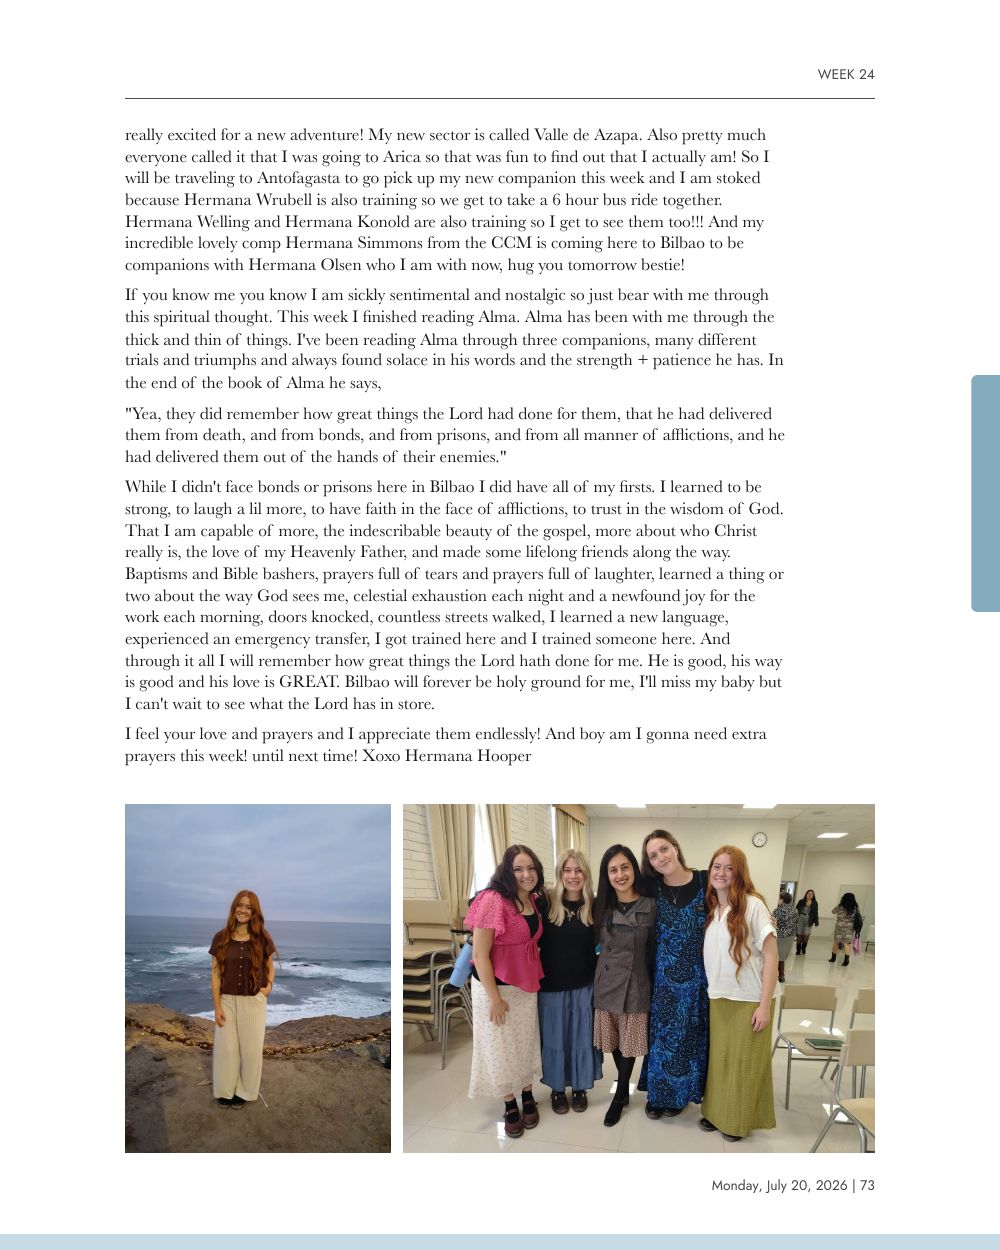 WEEK 24
really excited for a new adventure! My new sector is called Valle de Azapa. Also pretty much
everyone called it that I was going to Arica so that was fun to find out that I actually am! So I
will be traveling to Antofagasta to go pick up my new companion this week and I am stoked
because Hermana Wrubell is also training so we get to take a 6 hour bus ride together.
Hermana Welling and Hermana Konold are also training so I get to see them too!!! And my
incredible lovely comp Hermana Simmons from the CCM is coming here to Bilbao to be
companions with Hermana Olsen who I am with now, hug you tomorrow bestie!
If you know me you know I am sickly sentimental and nostalgic so just bear with me through
this spiritual thought. This week I finished reading Alma. Alma has been with me through the
thick and thin of things. I've been reading Alma through three companions, many different
trials and triumphs and always found solace in his words and the strength + patience he has. In
the end of the book of Alma he says,
"Yea, they did remember how great things the Lord had done for them, that he had delivered
them from death, and from bonds, and from prisons, and from all manner of afflictions, and he
had delivered them out of the hands of their enemies."
While I didn't face bonds or prisons here in Bilbao I did have all of my firsts. I learned to be
strong, to laugh a lil more, to have faith in the face of afflictions, to trust in the wisdom of God.
That I am capable of more, the indescribable beauty of the gospel, more about who Christ
really is, the love of my Heavenly Father, and made some lifelong friends along the way.
Baptisms and Bible bashers, prayers full of tears and prayers full of laughter, learned a thing or
two about the way God sees me, celestial exhaustion each night and a newfound joy for the
work each morning, doors knocked, countless streets walked, I learned a new language,
experienced an emergency transfer, I got trained here and I trained someone here. And
through it all I will remember how great things the Lord hath done for me. He is good, his way
is good and his love is GREAT. Bilbao will forever be holy ground for me, I'll miss my baby but
I can't wait to see what the Lord has in store.
I feel your love and prayers and I appreciate them endlessly! And boy am I gonna need extra
prayers this week! until next time! Xoxo Hermana Hooper
Monday, July 20, 2026 | 73